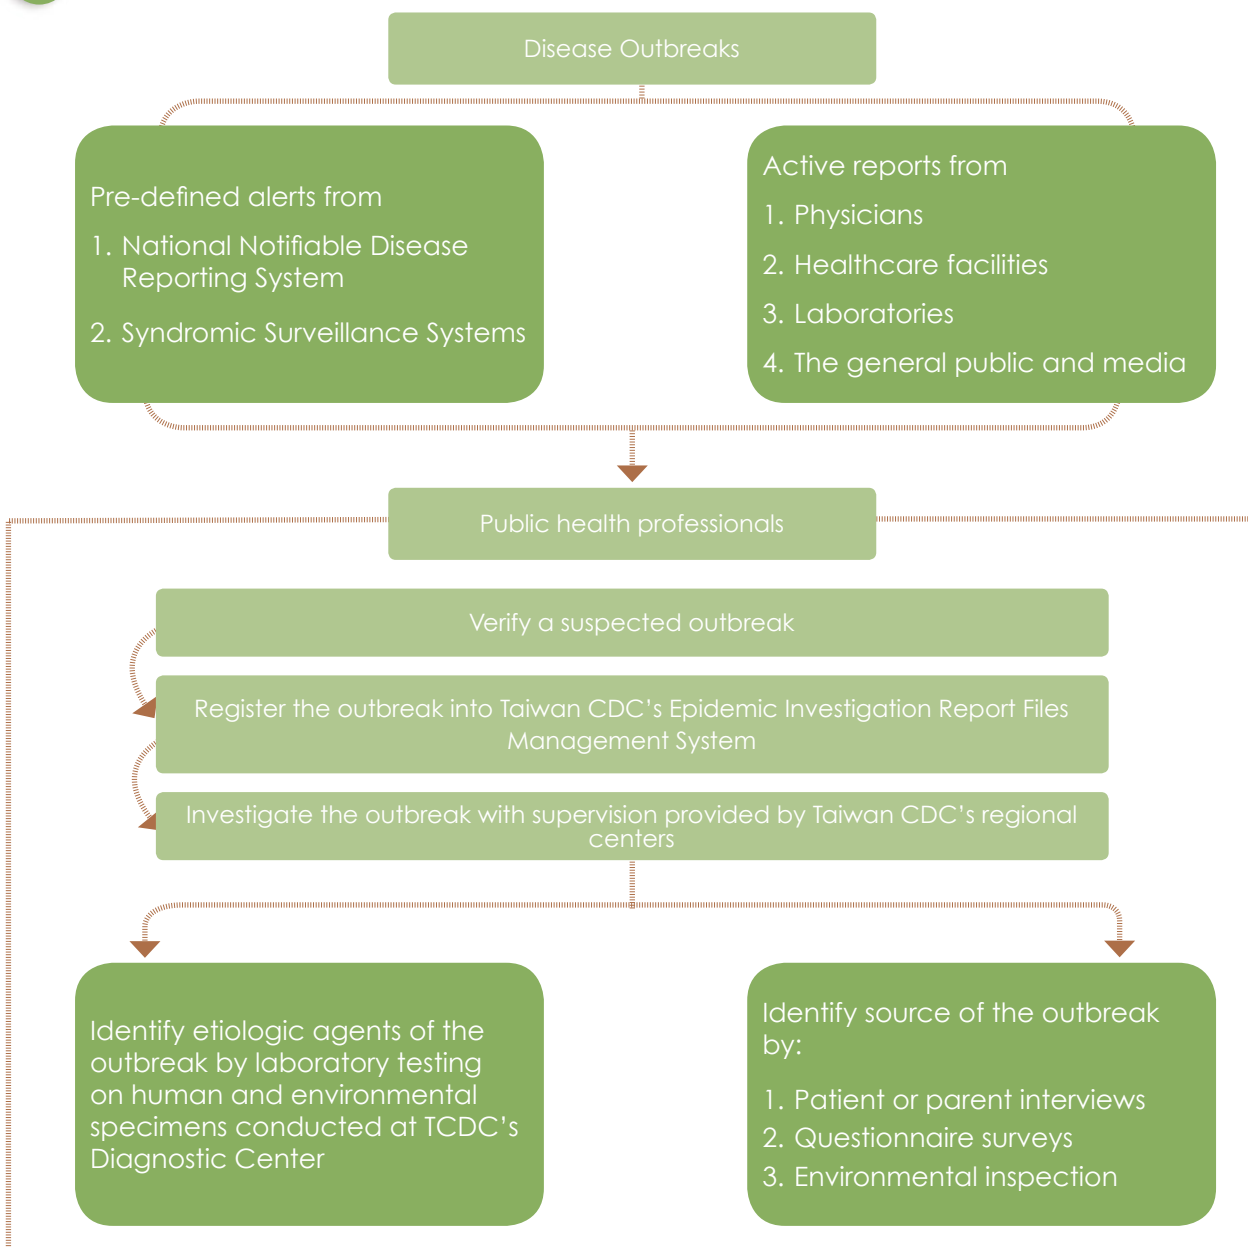 Disease Outbreaks
Pre-defined alerts from
1. National Notifiable Disease
Reporting System
2. Syndromic Surveillance Systems
Active reports from
1. Physicians
2. Healthcare facilities
3. Laboratories
4. The general public and media
Public health professionals
Verify a suspected outbreak
Register the outbreak into Taiwan CDC’s Epidemic Investigation Report Files
Management System
Investigate the outbreak with supervision provided by Taiwan CDC’s regional
centers
Identify etiologic agents of the
outbreak by laboratory testing
on human and environmental
specimens conducted at TCDC’s
Diagnostic Center
Identify source of the outbreak
by:
1. Patient or parent interviews
2. Questionnaire surveys
3. Environmental inspection